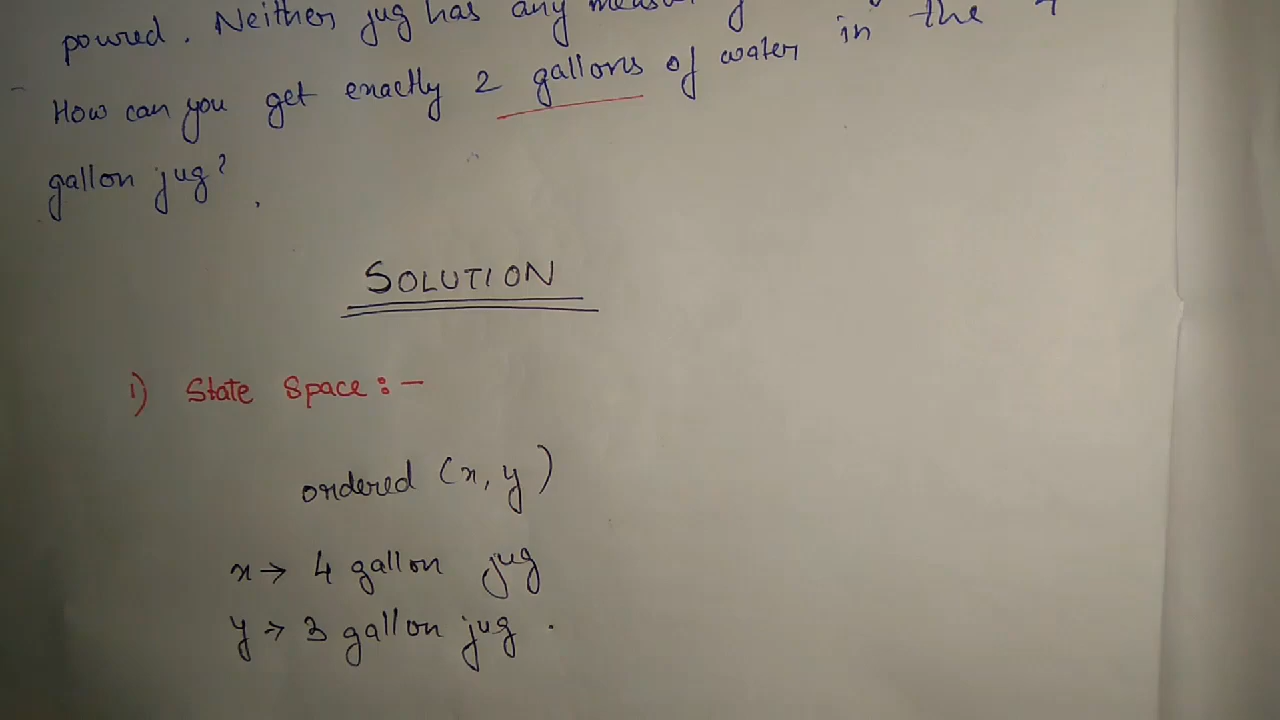 poured. Neither jug has any
How can you get exactly 2 gallons of water in the
gallon jug?
SOLUTION
1) State Space:-
ordered (x, y)
x→ 4 gallon jug
y→ 3 gallon jug.